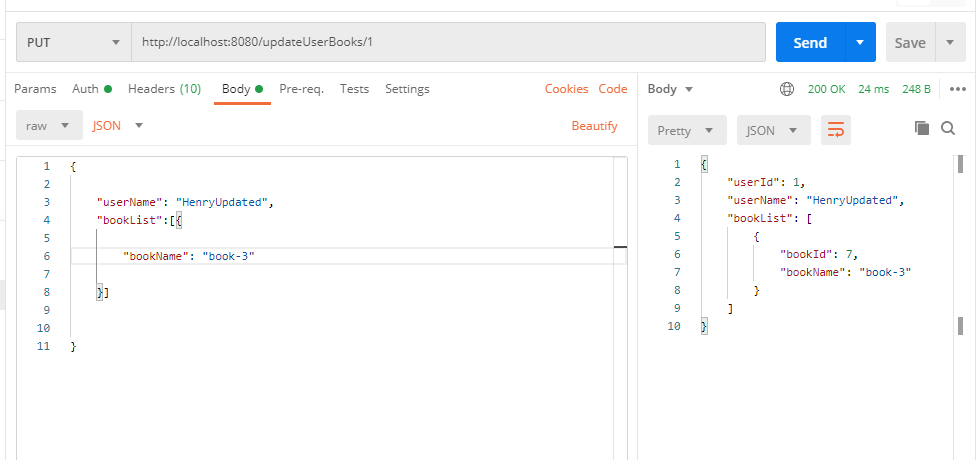 PUT http://localhost:8080/updateUserBooks/1 Send Save
Params Auth Headers (10) Body Pre-req. Tests Settings Cookies Code
raw JSON Beautify
1 {
2
3 "userName": "HenryUpdated",
4 "bookList":[{
5
6 "bookName": "book-3"
7
8 }]
9
10
11 }
Body 200 OK 24 ms 248 B
Pretty JSON
1 {
2 "userId": 1,
3 "userName": "HenryUpdated",
4 "bookList": [
5 {
6 "bookId": 7,
7 "bookName": "book-3"
8 }
9 ]
10 }